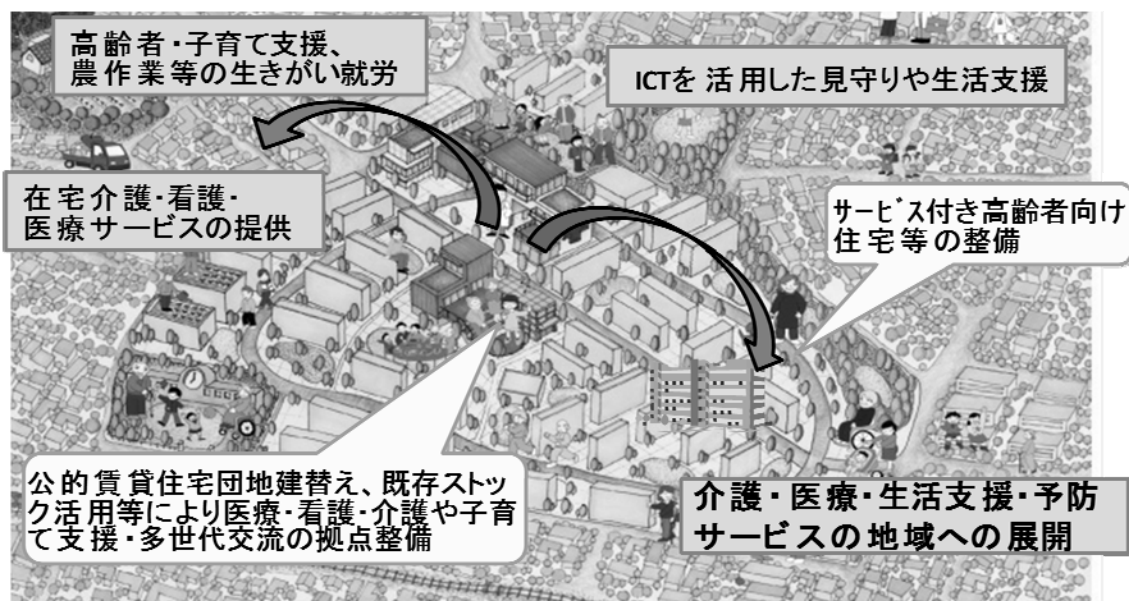 高齢者・子育て支援、
農作業等の生きがい就労
ICTを活用した見守りや生活支援
在宅介護・看護・
医療サービスの提供
サービス付き高齢者向け
住宅等の整備
公的賃貸住宅団地建替え、既存ストッ
ク活用等により医療・看護・介護や子育
て支援・多世代交流の拠点整備
介護・医療・生活支援・予防
サービスの地域への展開